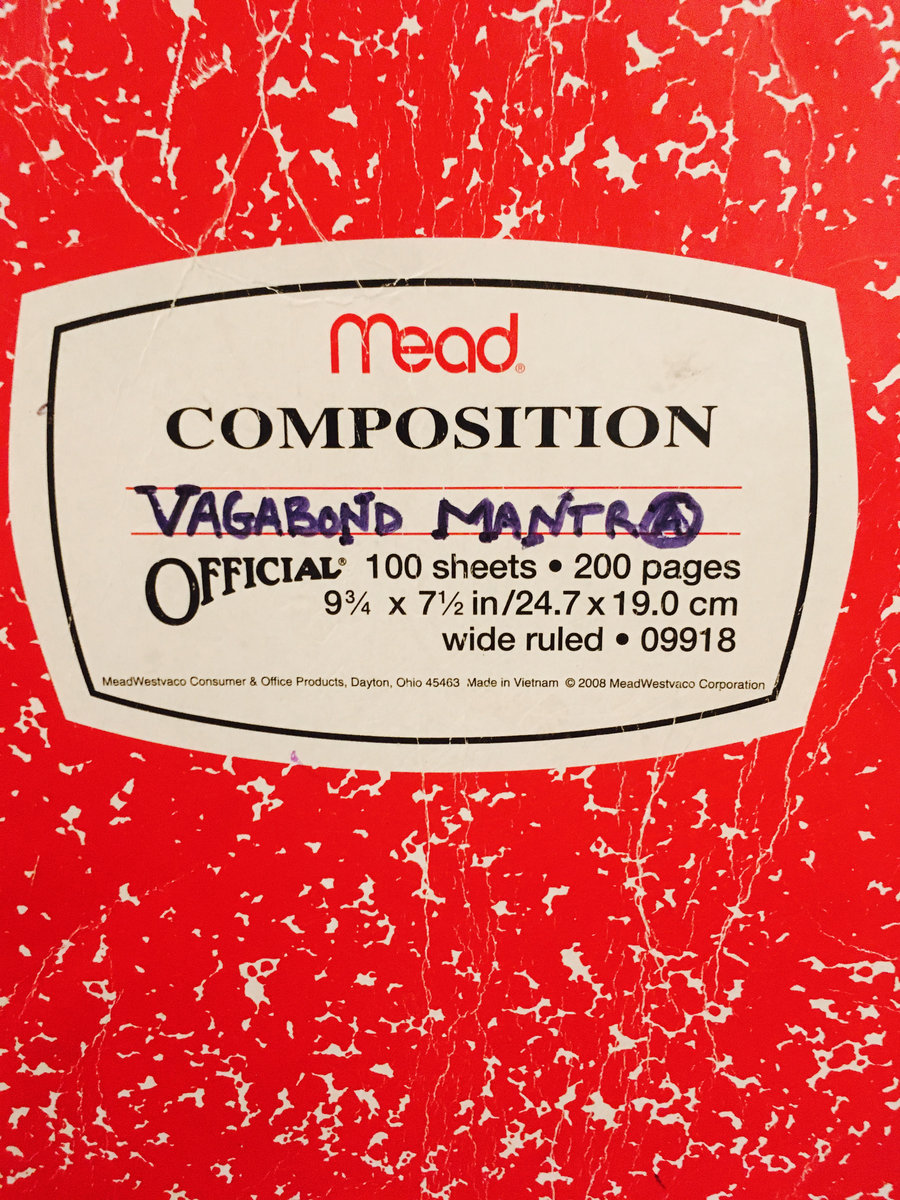 Mead®
COMPOSITION
VAGABOND MANTRA
OFFICIAL® 100 sheets • 200 pages
9¾ x 7½ in/24.7 x 19.0 cm
wide ruled • 09918
MeadWestvaco Consumer & Office Products, Dayton, Ohio 45463 Made in Vietnam © 2008 MeadWestvaco Corporation